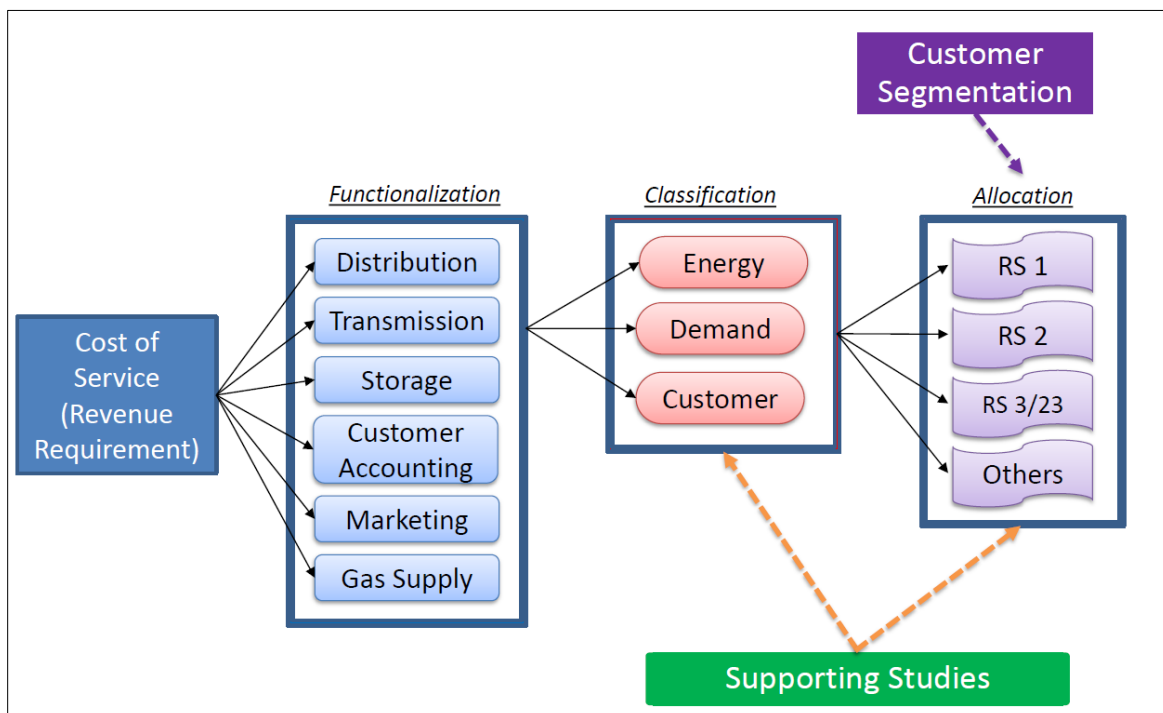 Customer
Segmentation
Functionalization
Classification
Allocation
Cost of
Service
(Revenue
Requirement)
Distribution
Transmission
Storage
Customer
Accounting
Marketing
Gas Supply
Energy
Demand
Customer
RS 1
RS 2
RS 3/23
Others
Supporting Studies